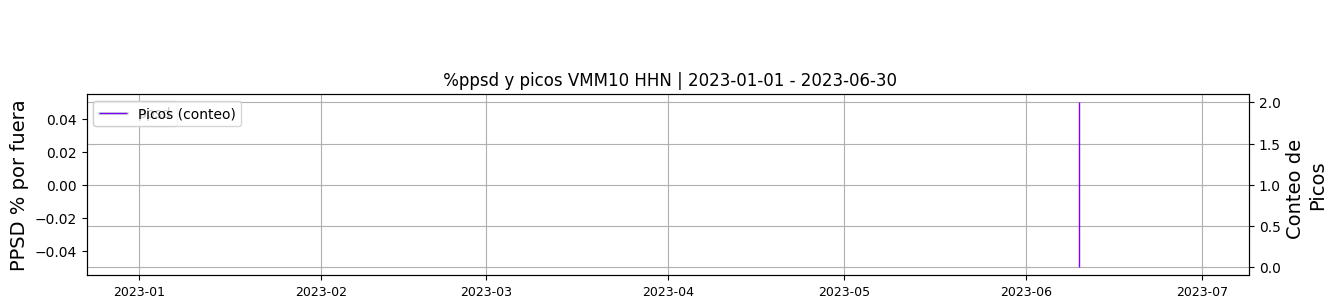 %ppsd y picos VMM10 HHN | 2023-01-01 - 2023-06-30
Picos (conteo)
PPSD % por fuera
0.04
0.02
0.00
−0.02
−0.04
2.0
1.5
1.0
0.5
0.0
Conteo de
Picos
2023-01 2023-02 2023-03 2023-04 2023-05 2023-06 2023-07